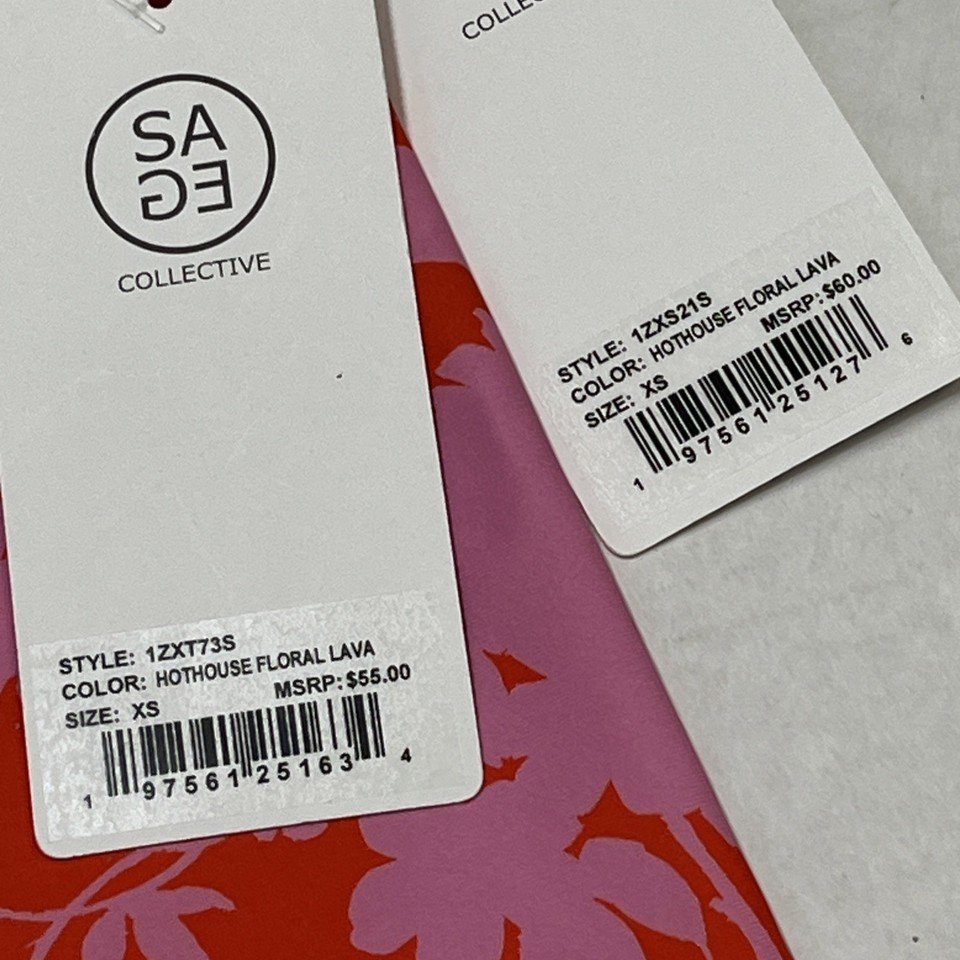 SA
GE
COLLECTIVE
STYLE: 1ZXT73S
COLOR: HOTHOUSE FLORAL LAVA
SIZE: XS MSRP: $55.00
1 97561 25163 4
COLLEC
STYLE: 1ZXS21S
COLOR: HOTHOUSE FLORAL LAVA
SIZE: XS MSRP: $60.00
1 97561 25127 6